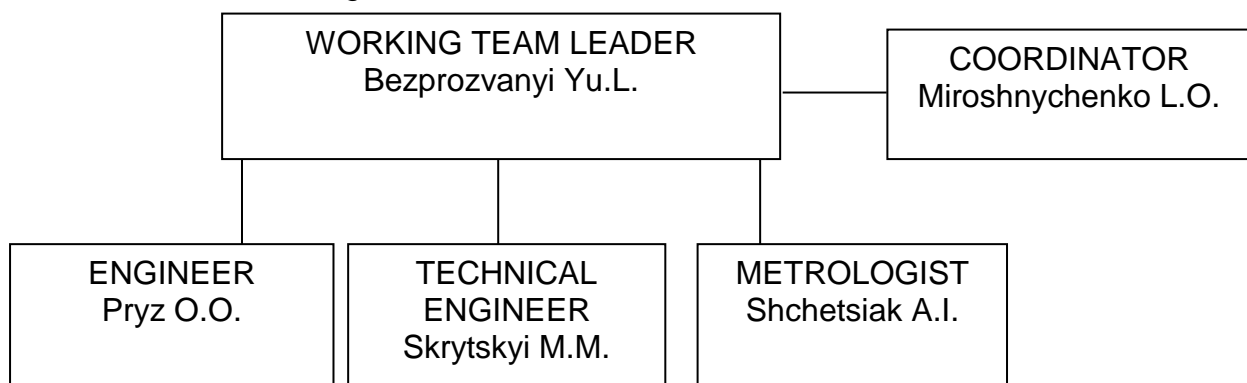 WORKING TEAM LEADER
Bezprozvanyi Yu.L.
COORDINATOR
Miroshnychenko L.O.
ENGINEER
Pryz O.O.
TECHNICAL
ENGINEER
Skrytskyi M.M.
METROLOGIST
Shchetsiak A.I.